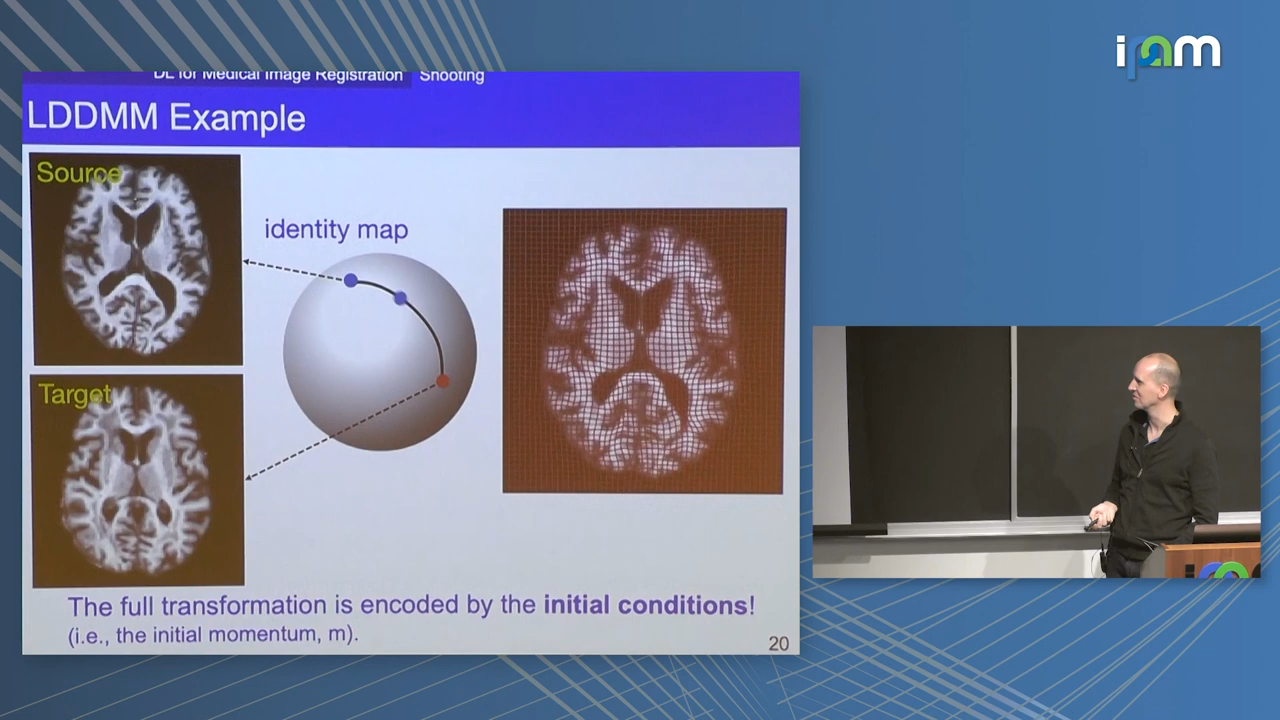 ipam
DL for Medical Image Registration Shooting
LDDMM Example
Source
identity map
Target
The full transformation is encoded by the initial conditions!
(i.e., the initial momentum, m).
20